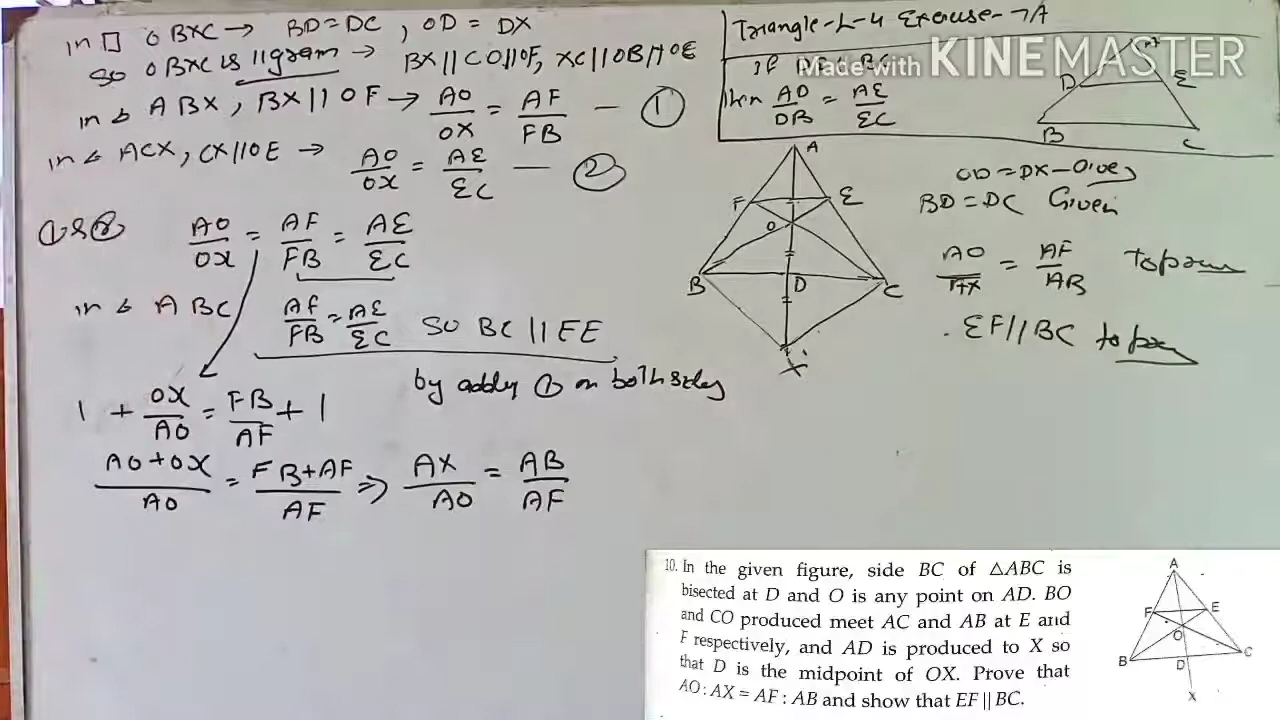 in □ OBXC → BD=DC, OD = DX
So OBXC is ||gram → BX||CO||OF, XC||OB||OE
in Δ ABX, BX||OF → AO/OX = AF/FB — ①
in Δ ACX, CX||OE → AO/OX = AE/EC — ②
①&② AO/OX = AF/FB = AE/EC
in Δ ABC AF/FB = AE/EC SO BC || FE
by adding ① on both sides
1 + OX/AO = FB/AF + 1
AO+OX/AO = FB+AF/AF ⇒ AX/AO = AB/AF
Triangle-L-4 Exercise-7A
If DE || BC
Made with KINEMASTER
then AD/DB = AE/EC
A
D
E
B
C
A
F
E
O
B
D
C
X
OD = DX – Given
BD = DC Given
AO/AX = AF/AB to prove
. EF||BC to prove
10. In the given figure, side BC of △ABC is
bisected at D and O is any point on AD. BO
and CO produced meet AC and AB at E and
F respectively, and AD is produced to X so
that D is the midpoint of OX. Prove that
AO : AX = AF : AB and show that EF || BC.
A
F
E
O
B
D
C
X